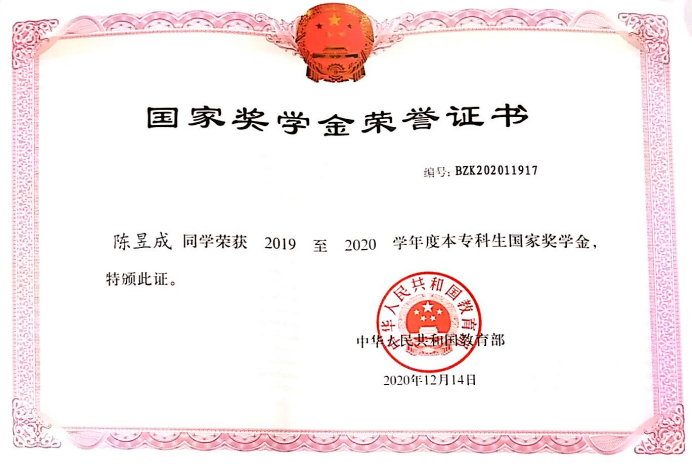 国家奖学金荣誉证书
编号: BZK202011917
陈昱成 同学荣获 2019 至 2020 学年度本专科生国家奖学金，
特颁此证。
中华人民共和国教育部
中华人民共和国教育部
2020年12月14日